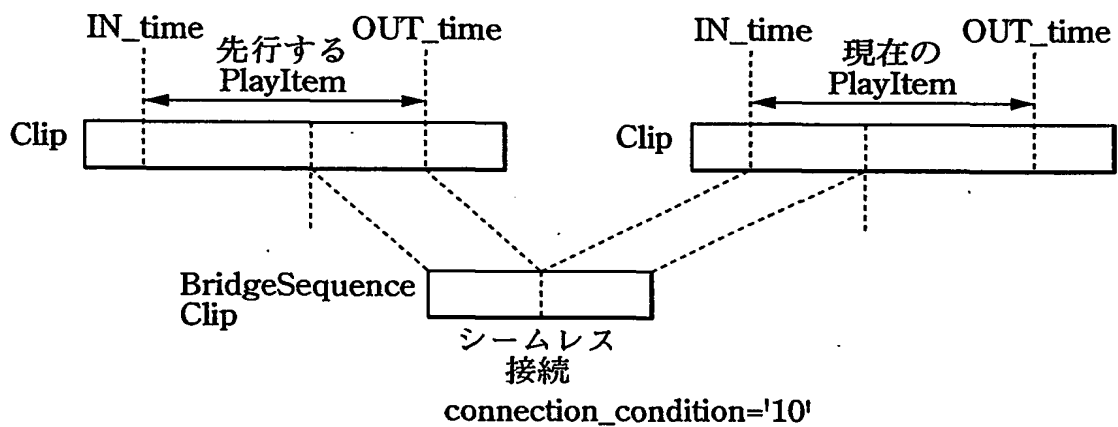 IN_time
OUT_time
先行する
PlayItem
Clip
IN_time
OUT_time
現在の
PlayItem
Clip
BridgeSequence
Clip
シームレス
接続
connection_condition='10'